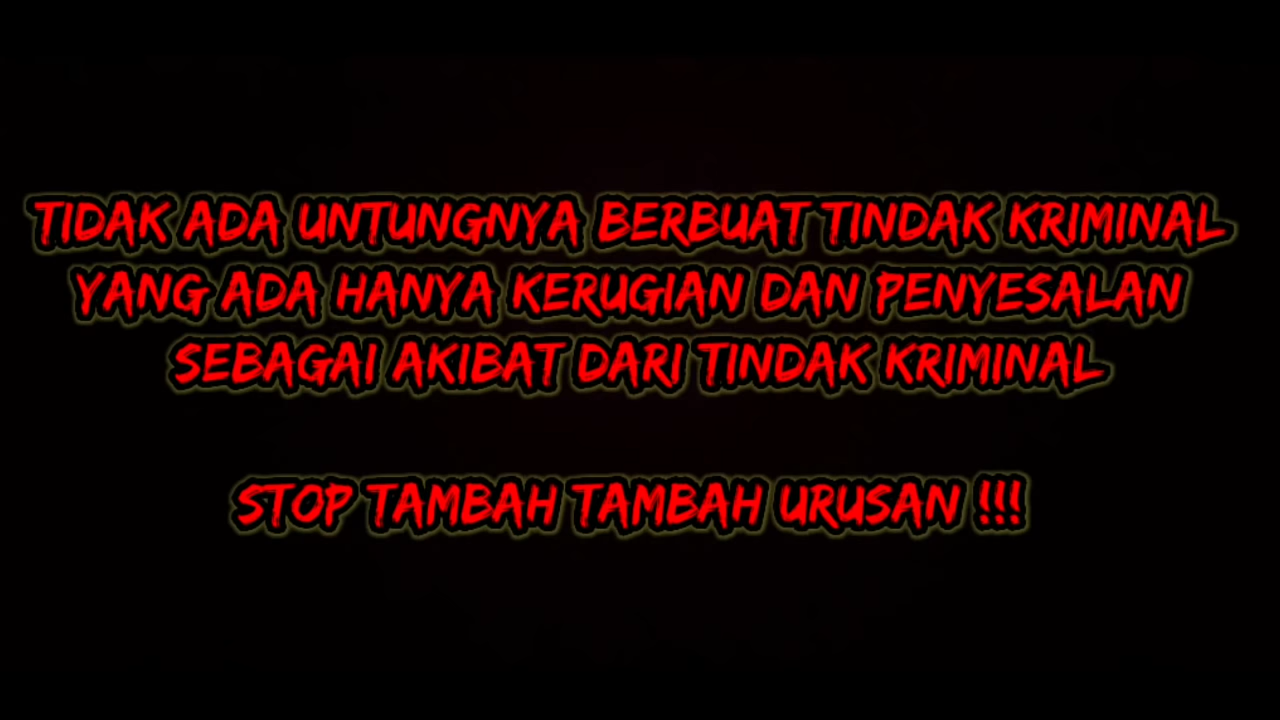 TIDAK ADA UNTUNGNYA BERBUAT TINDAK KRIMINAL
YANG ADA HANYA KERUGIAN DAN PENYESALAN
SEBAGAI AKIBAT DARI TINDAK KRIMINAL
STOP TAMBAH TAMBAH URUSAN !!!